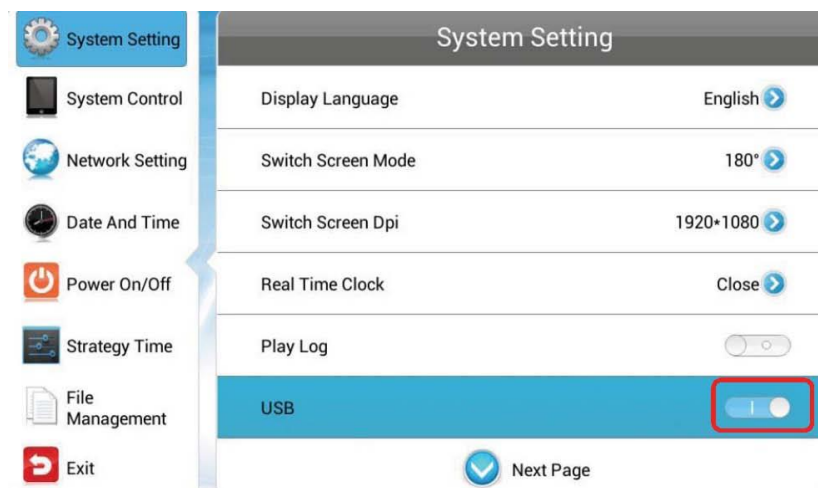 System Setting
System Control
Network Setting
Date And Time
Power On/Off
Strategy Time
File
Management
Exit
System Setting
Display Language English
Switch Screen Mode 180°
Switch Screen Dpi 1920*1080
Real Time Clock Close
Play Log
USB
Next Page